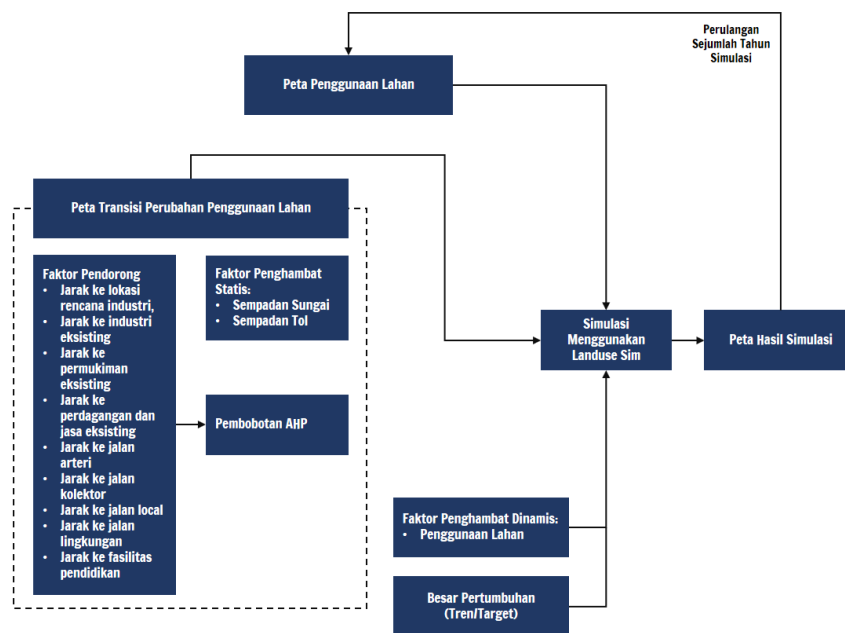 Perulangan
Sejumlah Tahun
Simulasi
Peta Penggunaan Lahan
Peta Transisi Perubahan Penggunaan Lahan
Faktor Pendorong
• Jarak ke lokasi
rencana industri,
• Jarak ke industri
eksisting
• Jarak ke
permukiman
eksisting
• Jarak ke
perdagangan dan
jasa eksisting
• Jarak ke jalan
arteri
• Jarak ke jalan
kolektor
• Jarak ke jalan local
• Jarak ke jalan
lingkungan
• Jarak ke fasilitas
pendidikan
Faktor Penghambat
Statis:
• Sempadan Sungai
• Sempadan Tol
Pembobotan AHP
Simulasi
Menggunakan
Landuse Sim
Peta Hasil Simulasi
Faktor Penghambat Dinamis:
• Penggunaan Lahan
Besar Pertumbuhan
(Tren/Target)